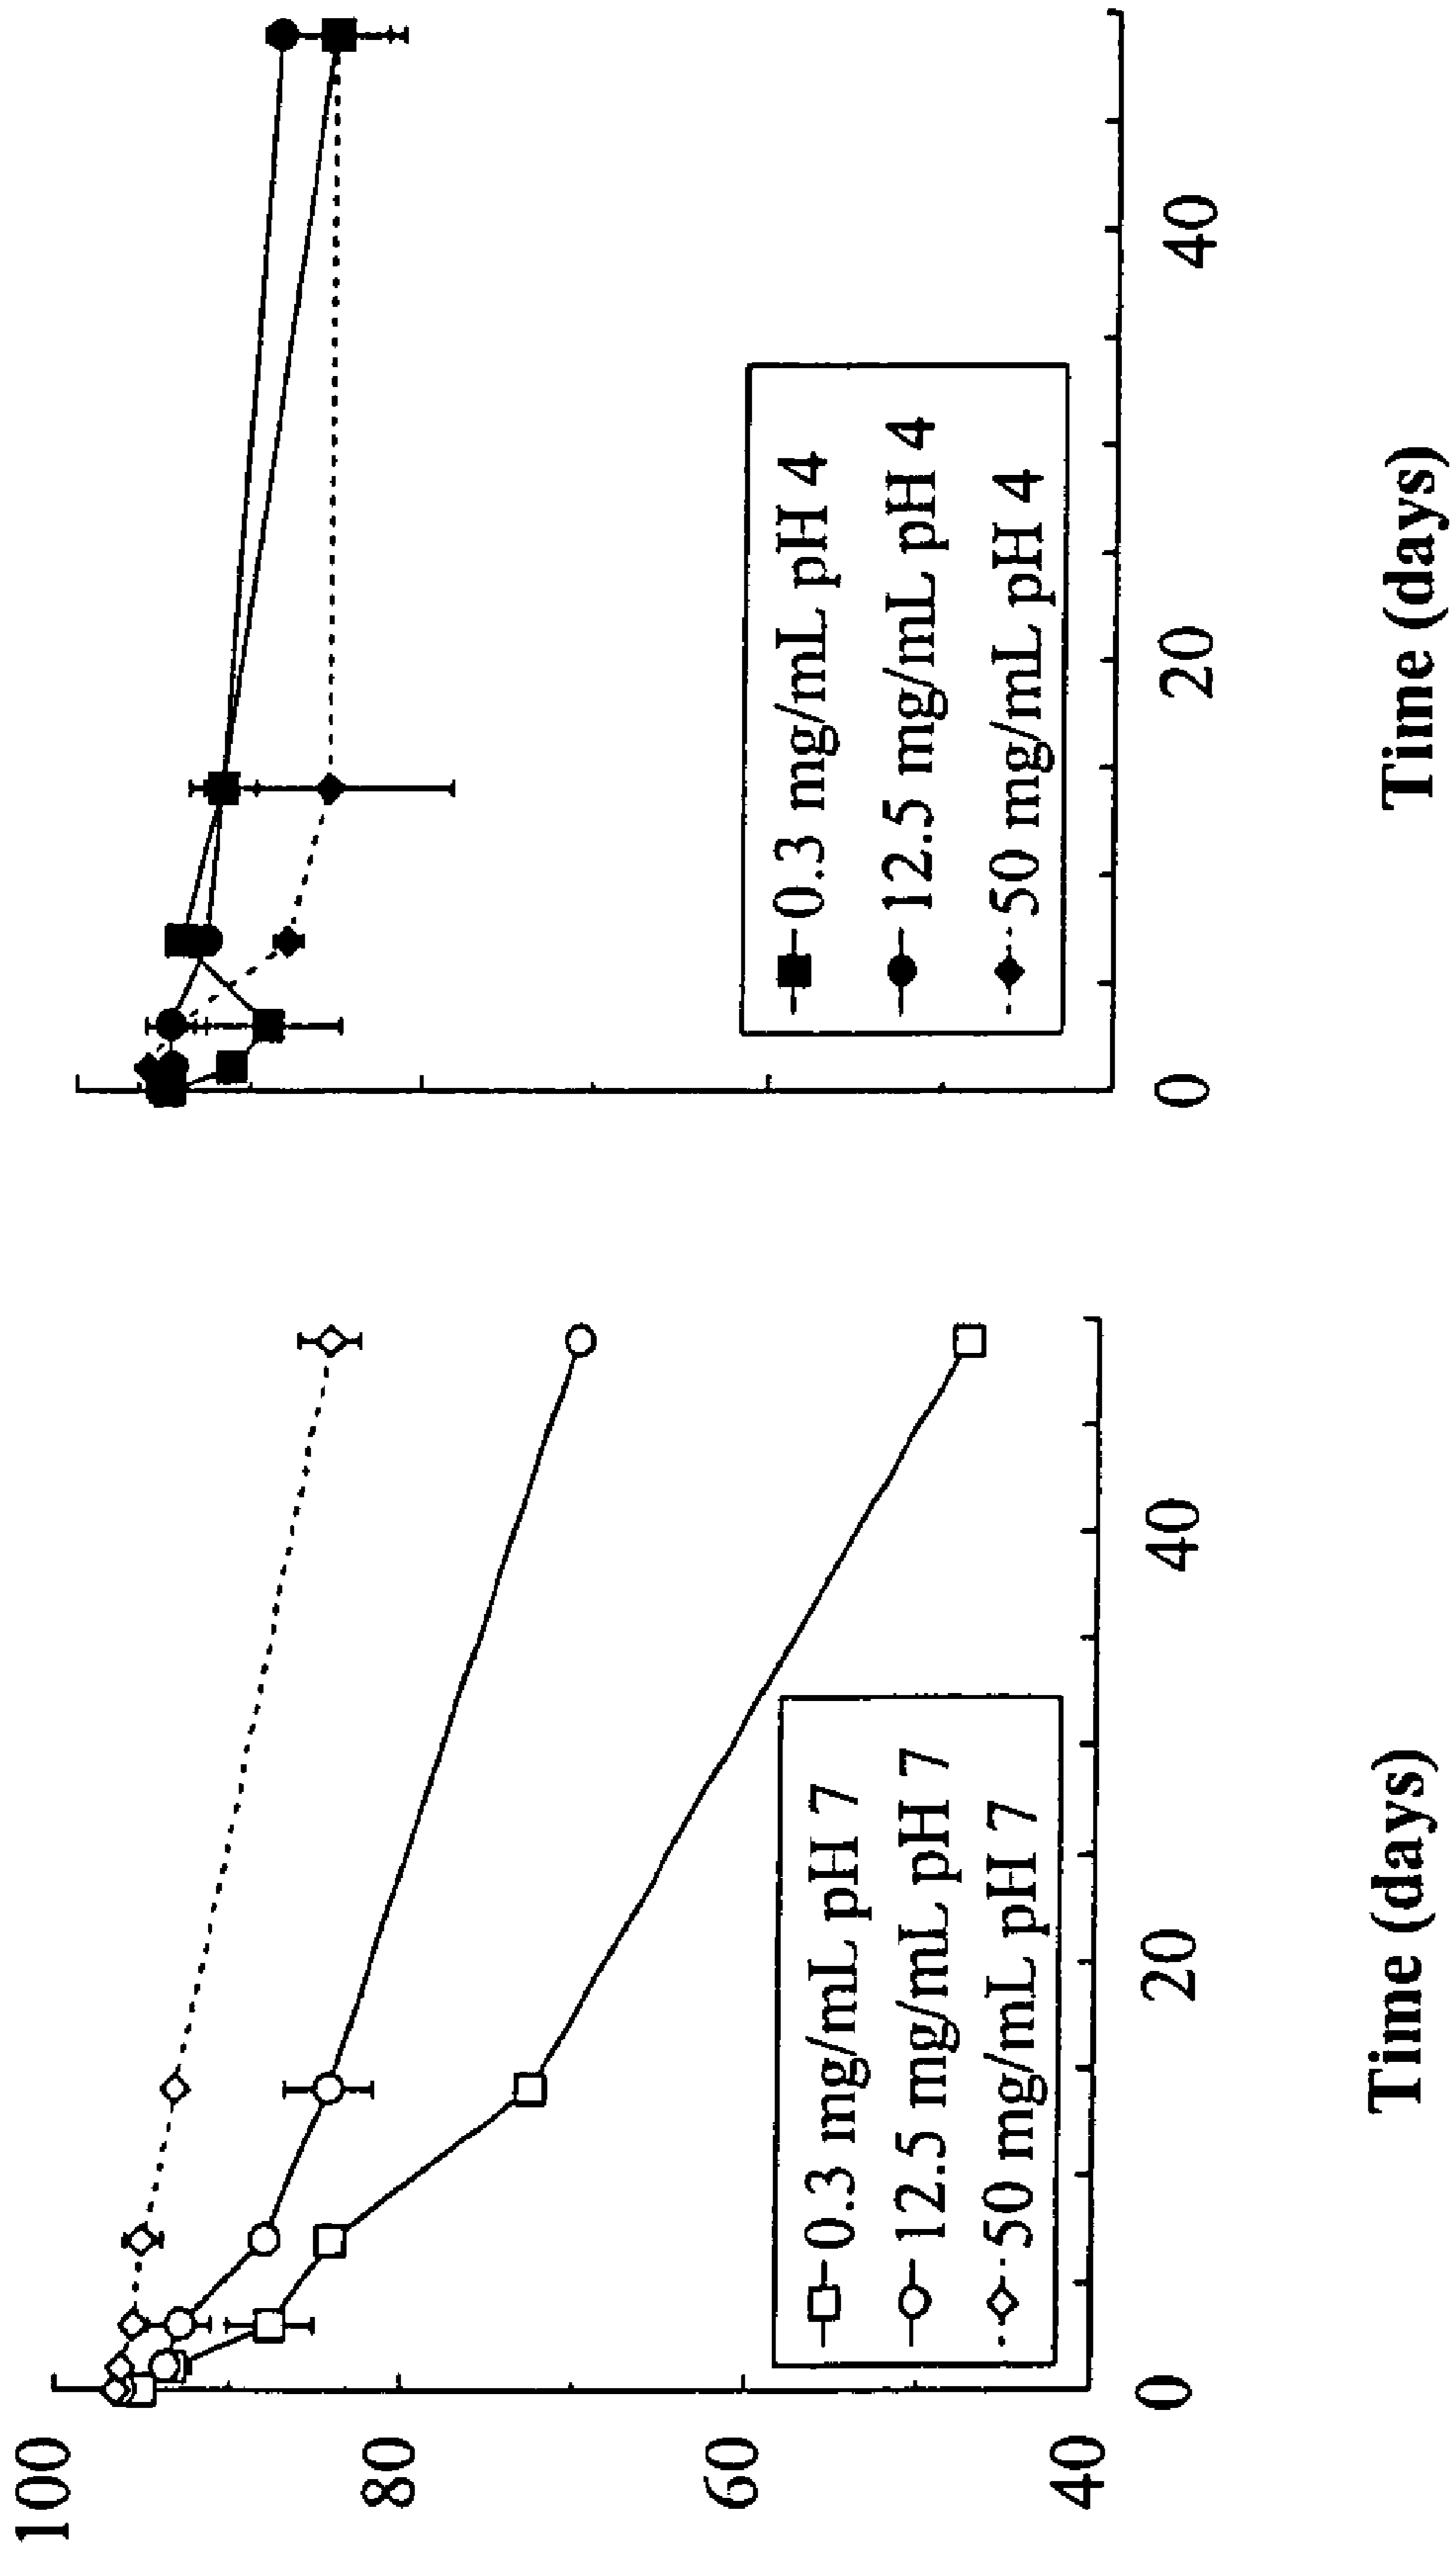 100
80
60
40
0
20
40
0.3 mg/mL pH 7
12.5 mg/mL pH 7
50 mg/mL pH 7
Time (days)
0
20
40
0.3 mg/mL pH 4
12.5 mg/mL pH 4
50 mg/mL pH 4
Time (days)